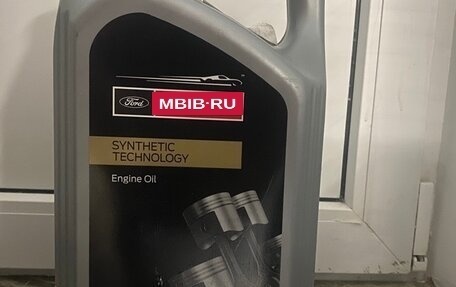 Ford
MBIB-RU
SYNTHETIC
TECHNOLOGY
Engine Oil